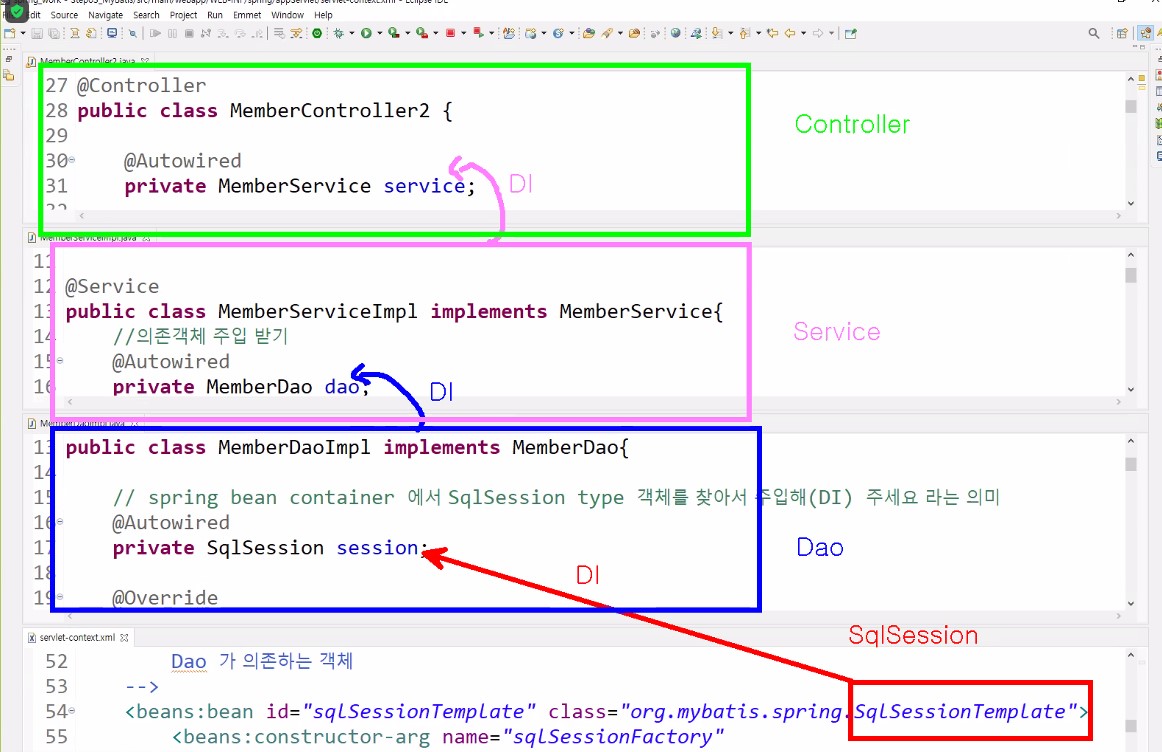 spring_work - Step05_Mybatis/src/main/webapp/WEB-INF/spring/appServlet/servlet-context.xml - Eclipse IDE
Edit Source Navigate Search Project Run Emmet Window Help
MemberController2.java
27 @Controller
28 public class MemberController2 {
29
30 @Autowired
31 private MemberService service;
32
DI
Controller
MemberServiceImpl.java
11
12 @Service
13 public class MemberServiceImpl implements MemberService{
14 //의존객체 주입 받기
15 @Autowired
16 private MemberDao dao;
DI
Service
MemberDaoImpl.java
13 public class MemberDaoImpl implements MemberDao{
14
15 // spring bean container 에서 SqlSession type 객체를 찾아서 주입해(DI) 주세요 라는 의미
16 @Autowired
17 private SqlSession session;
18
19 @Override
DI
Dao
SqlSession
servlet-context.xml
52 Dao 가 의존하는 객체
53 -->
54 <beans:bean id="sqlSessionTemplate" class="org.mybatis.spring.SqlSessionTemplate">
55 <beans:constructor-arg name="sqlSessionFactory"